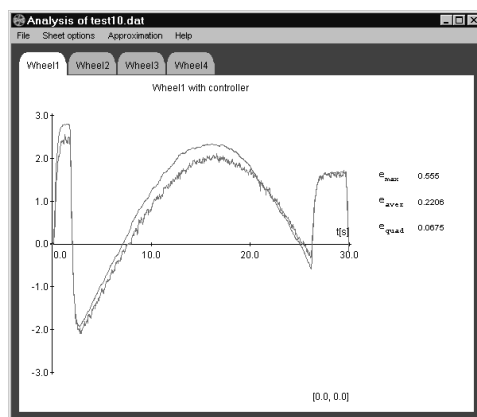 Analysis of test10.dat
File Sheet options Approximation Help
Wheel1 Wheel2 Wheel3 Wheel4
Wheel1 with controller
3.0
2.0
1.0
0.0
-1.0
-2.0
-3.0
0.0 10.0 20.0 30.0
t[s]
e max 0.555
e aver 0.2206
e quad 0.0675
[0.0, 0.0]